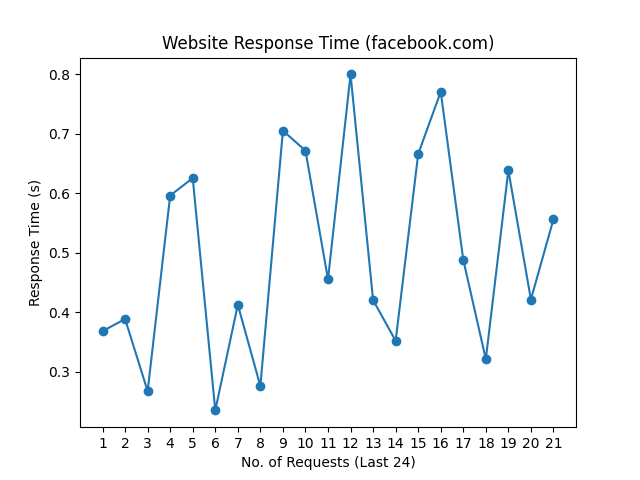 Website Response Time (facebook.com)
Response Time (s)
0.8
0.7
0.6
0.5
0.4
0.3
1 2 3 4 5 6 7 8 9 10 11 12 13 14 15 16 17 18 19 20 21
No. of Requests (Last 24)